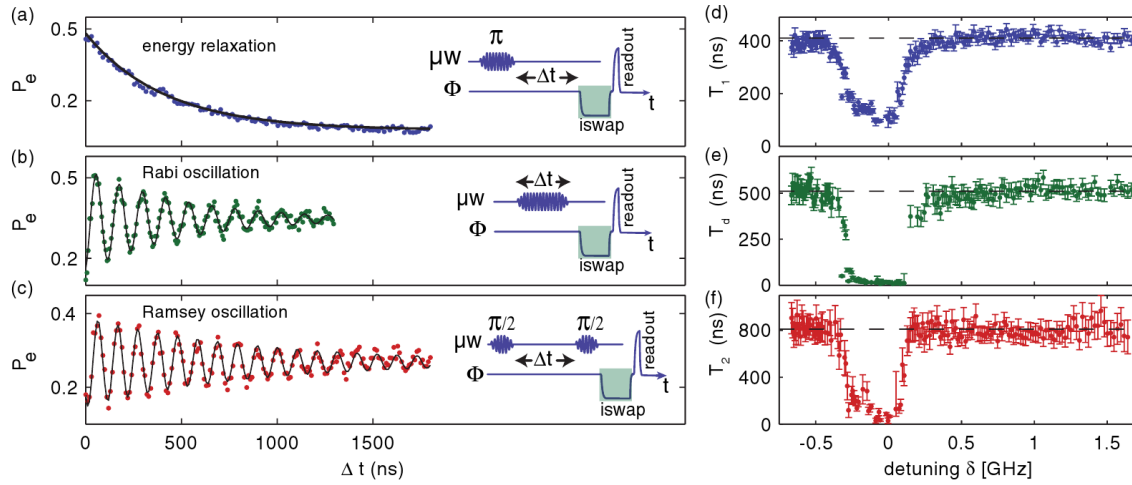 (a)
0.5
0.2
P_e
energy relaxation
π
μw
Δt
Φ
readout
t
iswap
(b)
0.5
0.2
P_e
Rabi oscillation
Δt
μw
Φ
readout
t
iswap
(c)
0.4
0.2
P_e
Ramsey oscillation
π/2 π/2
μw
Δt
Φ
readout
t
iswap
0 500 1000 1500
Δ t (ns)
(d)
400
200
0
T_1 (ns)
(e)
500
250
0
T_d (ns)
(f)
800
400
0
T_2 (ns)
-0.5 0 0.5 1 1.5
detuning δ [GHz]